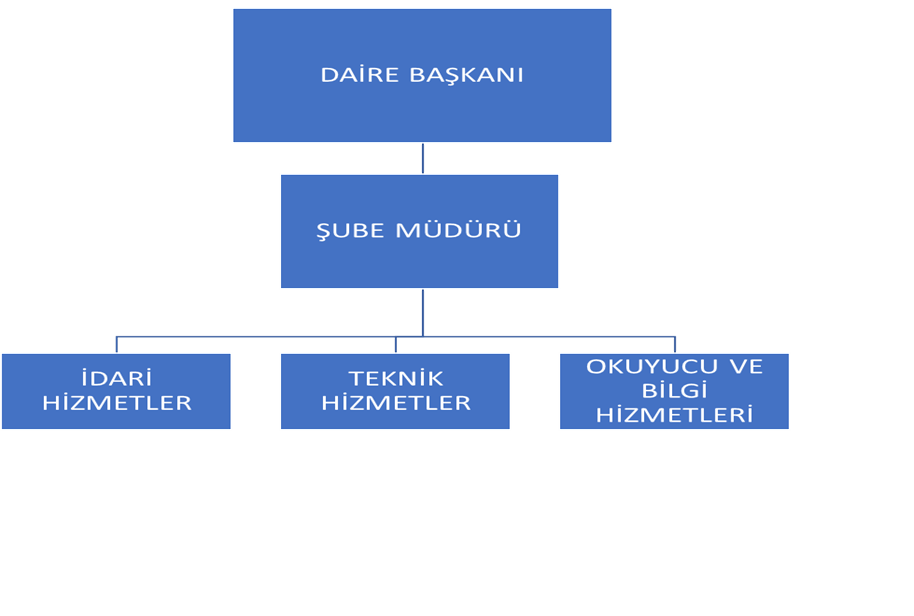 DAİRE BAŞKANI
ŞUBE MÜDÜRÜ
İDARİ
HİZMETLER
TEKNİK
HİZMETLER
OKUYUCU VE
BİLGİ
HİZMETLERİ